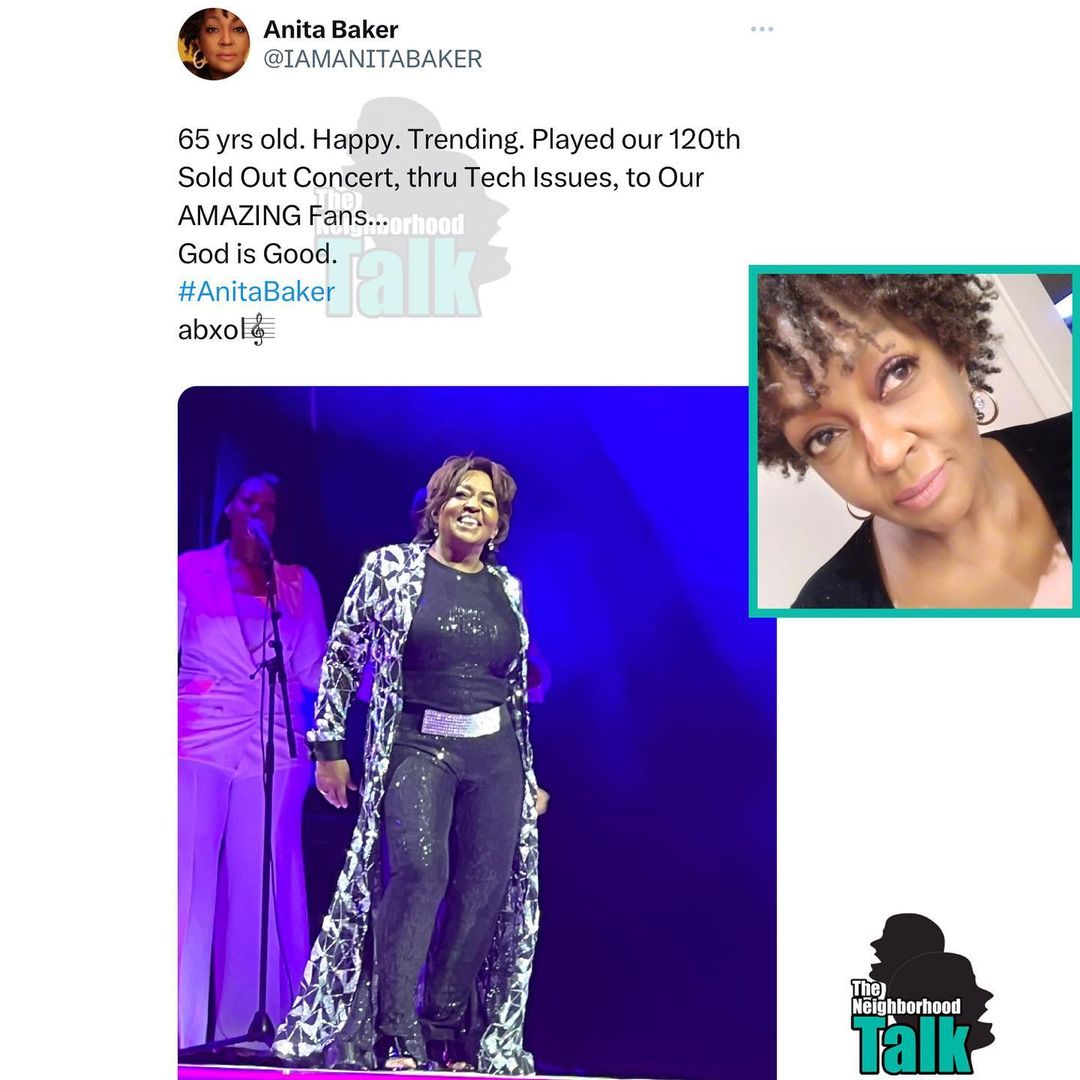 Anita Baker
@IAMANITABAKER
65 yrs old. Happy. Trending. Played our 120th
Sold Out Concert, thru Tech Issues, to Our
AMAZING Fans...
God is Good.
#AnitaBaker
abxol🎼
The
Neighborhood
Talk
The
Neighborhood
Talk